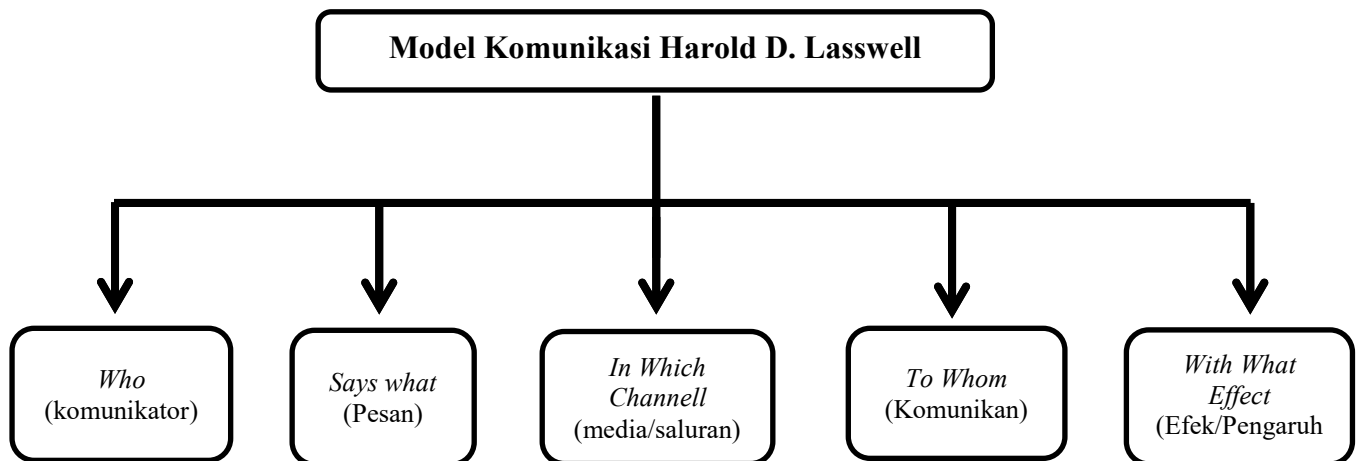 Model Komunikasi Harold D. Lasswell
Who
(komunikator)
Says what
(Pesan)
In Which
Channell
(media/saluran)
To Whom
(Komunikan)
With What
Effect
(Efek/Pengaruh